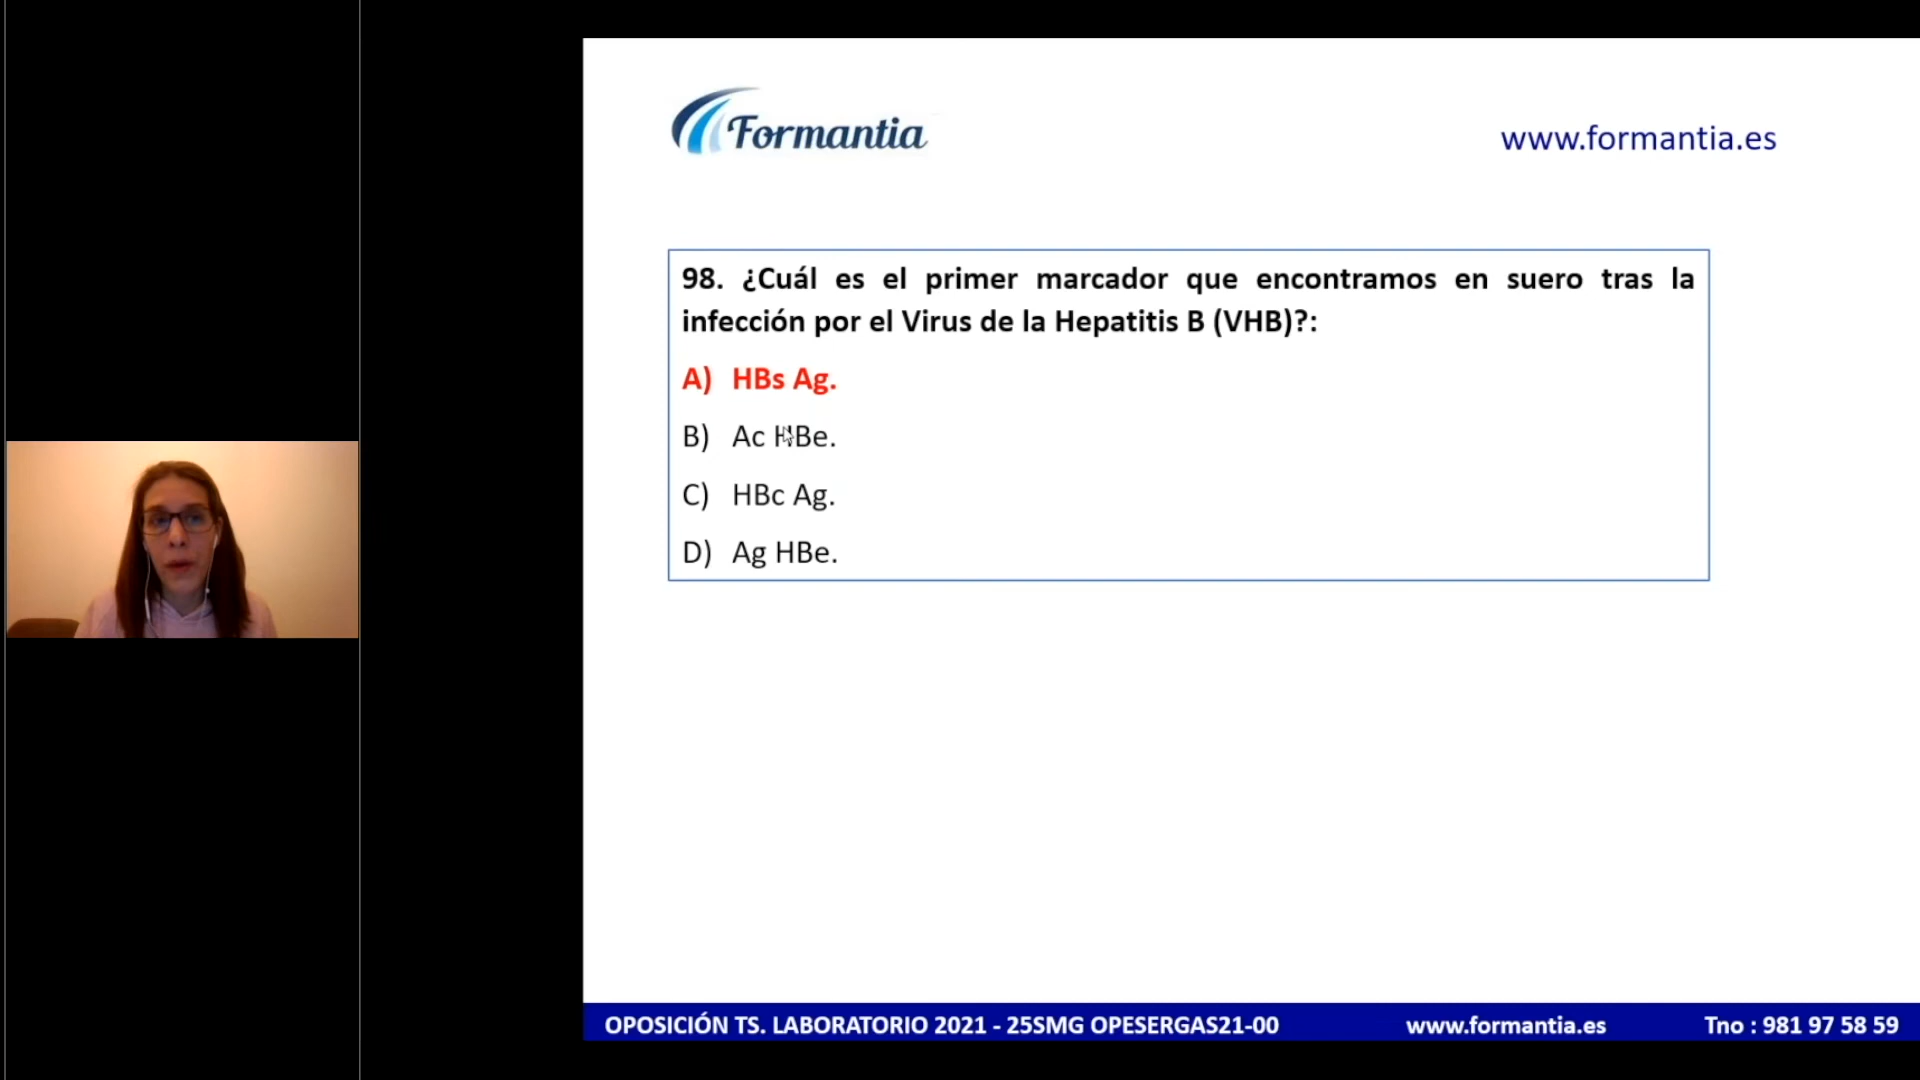 Formantia
www.formantia.es
98. ¿Cuál es el primer marcador que encontramos en suero tras la
infección por el Virus de la Hepatitis B (VHB)?:
A) HBs Ag.
B) Ac HBe.
C) HBc Ag.
D) Ag HBe.
OPOSICIÓN TS. LABORATORIO 2021 - 25SMG OPESERGAS21-00 www.formantia.es Tno : 981 97 58 59